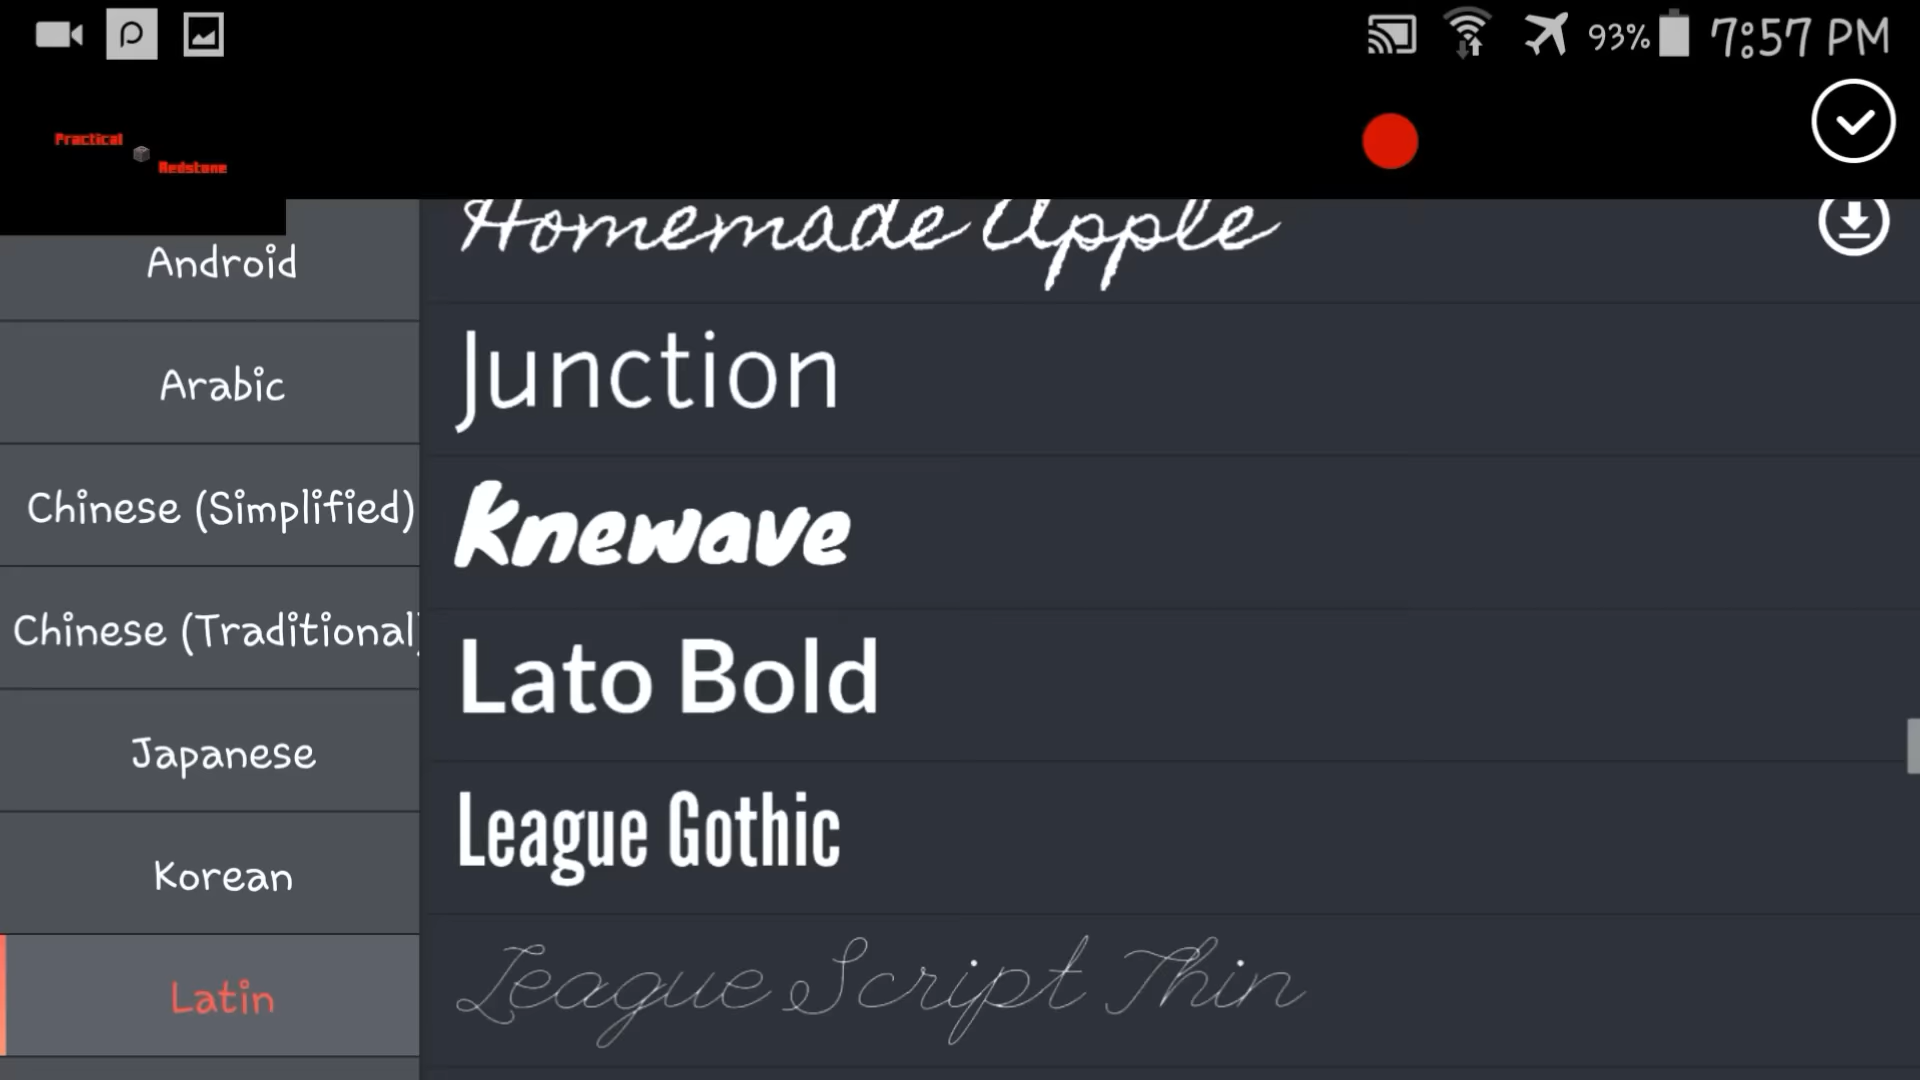 93% 7:57 PM
Practical
Redstone
Homemade Apple
Android
Junction
Arabic
Knewave
Chinese (Simplified)
Lato Bold
Chinese (Traditional)
Japanese
League Gothic
Korean
League Script Thin
Latin